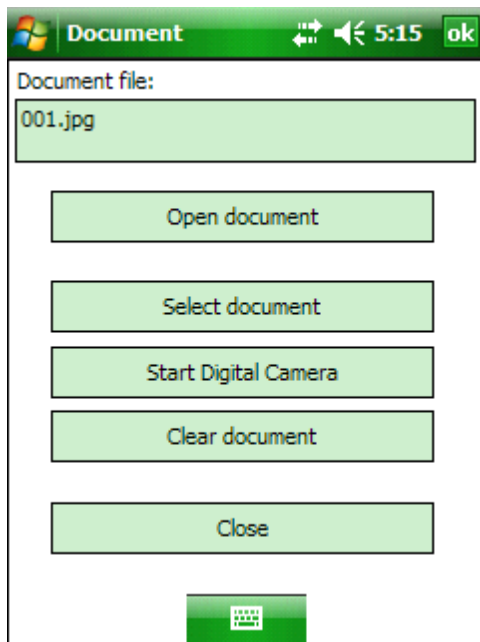 Document 5:15 ok
Document file:
001.jpg
Open document
Select document
Start Digital Camera
Clear document
Close